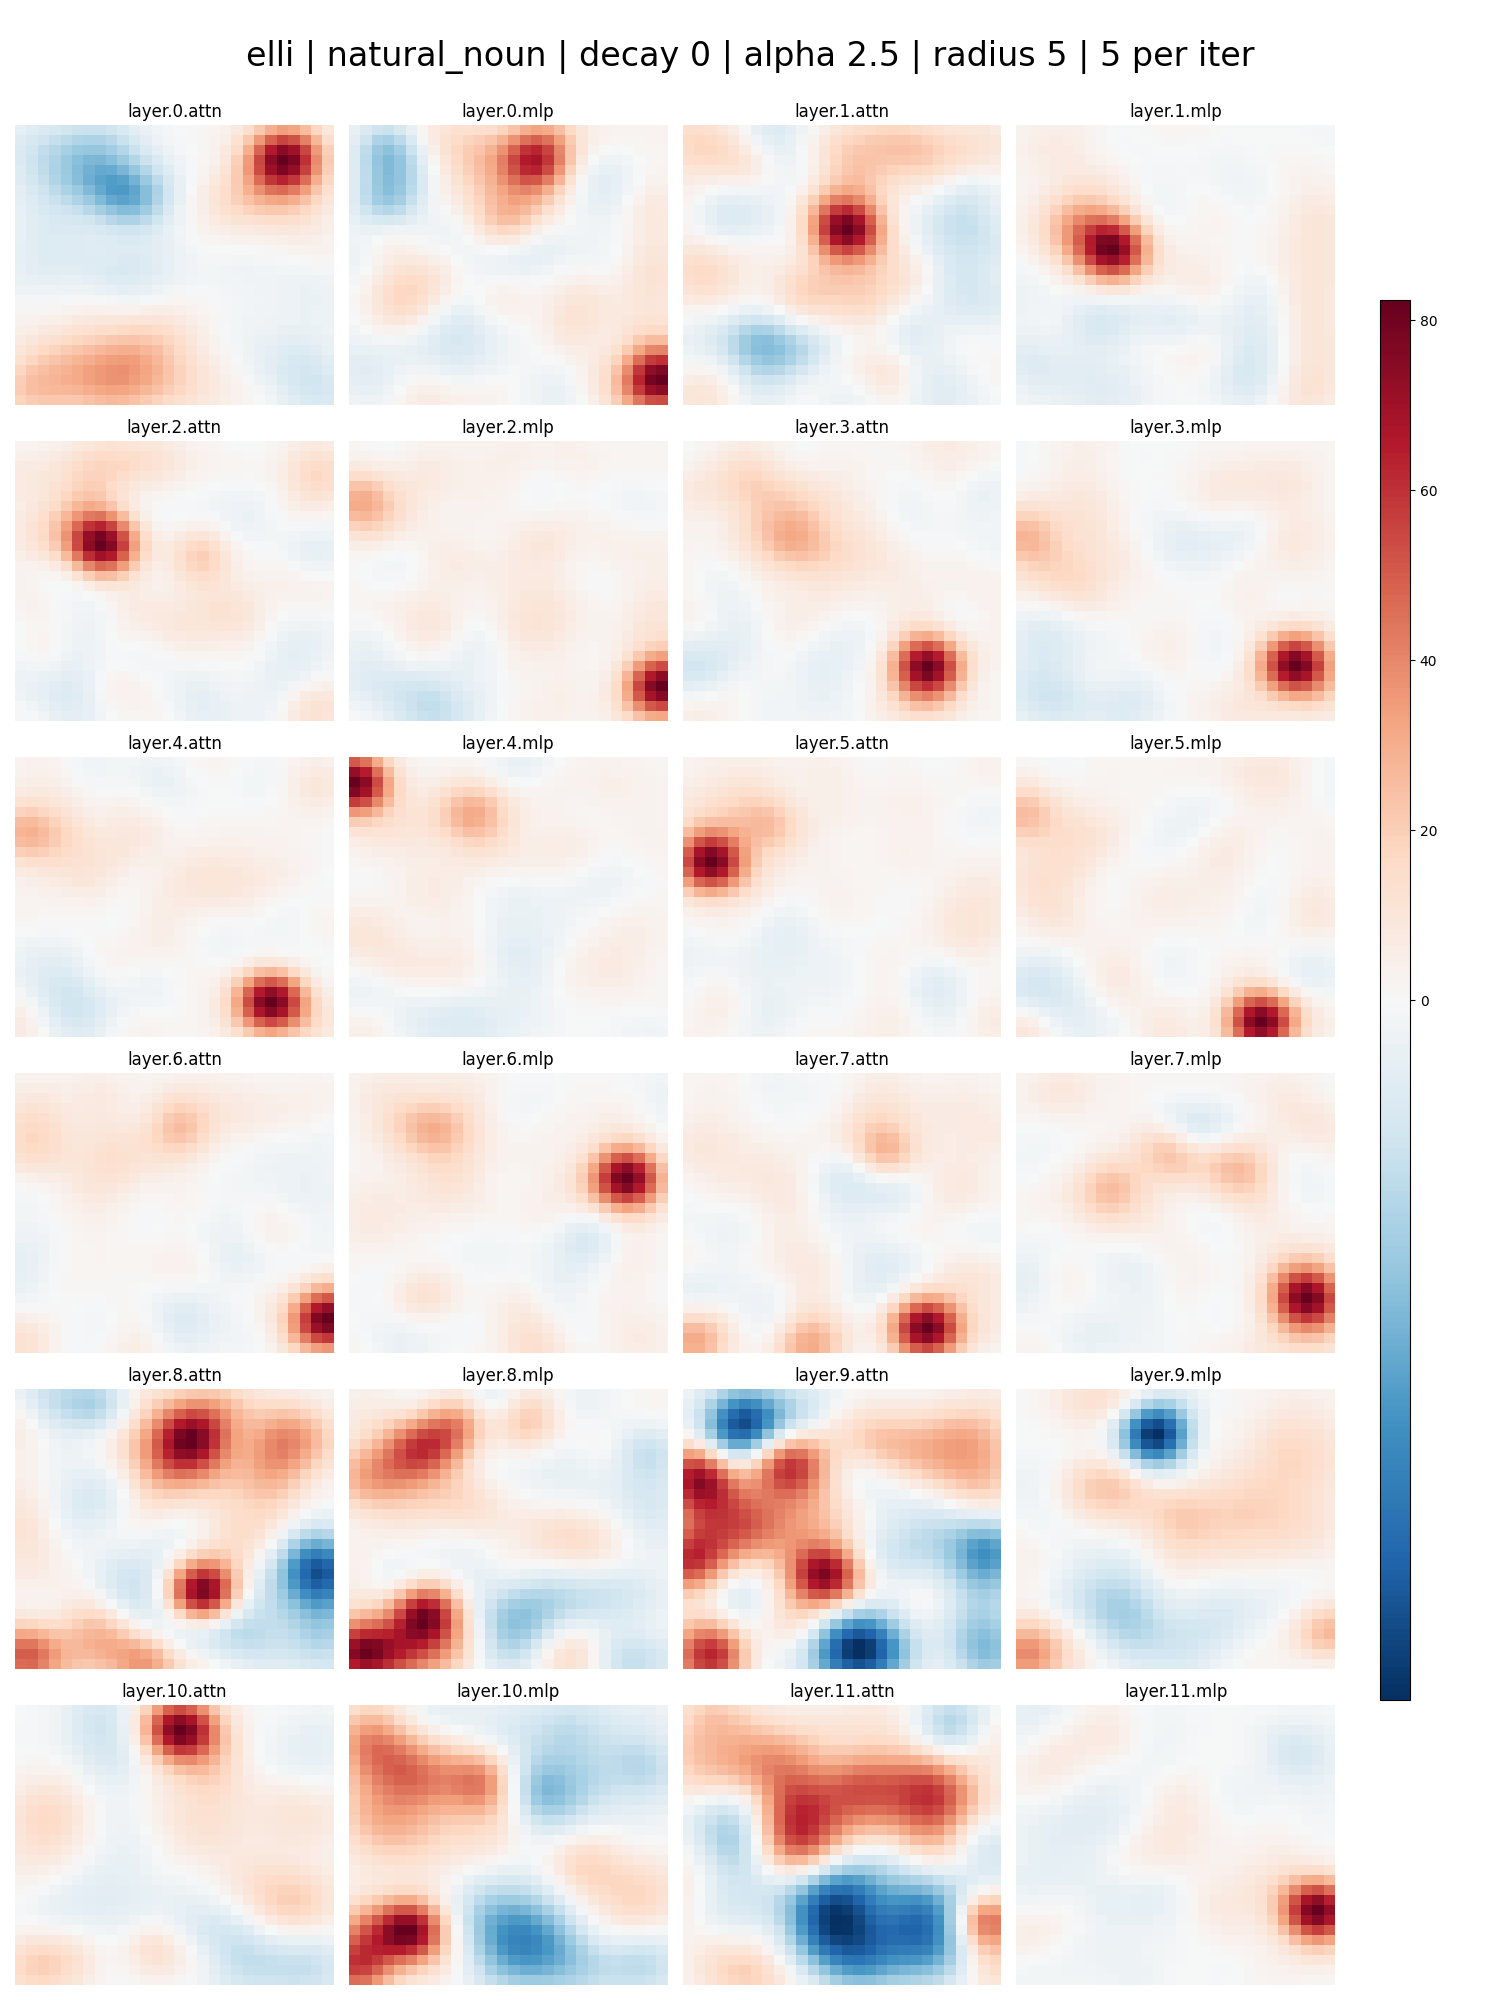 elli | natural_noun | decay 0 | alpha 2.5 | radius 5 | 5 per iter
layer.0.attn
layer.0.mlp
layer.1.attn
layer.1.mlp
layer.2.attn
layer.2.mlp
layer.3.attn
layer.3.mlp
layer.4.attn
layer.4.mlp
layer.5.attn
layer.5.mlp
layer.6.attn
layer.6.mlp
layer.7.attn
layer.7.mlp
layer.8.attn
layer.8.mlp
layer.9.attn
layer.9.mlp
layer.10.attn
layer.10.mlp
layer.11.attn
layer.11.mlp
80
60
40
20
0